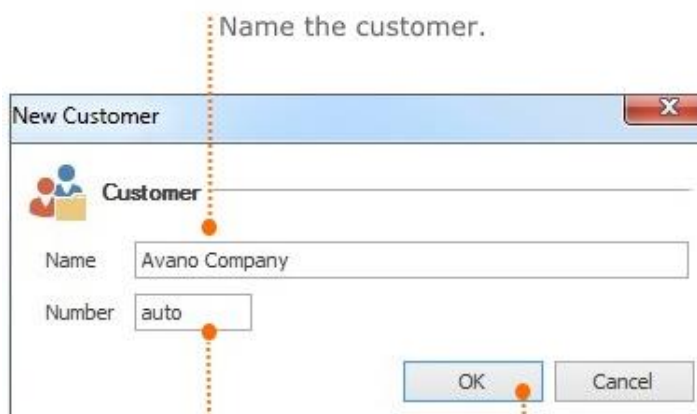 Name the customer.
New Customer
Customer
Name Avano Company
Number auto
OK Cancel